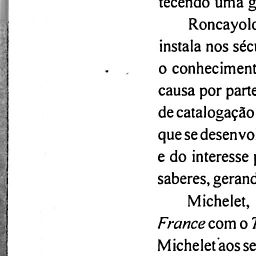 tecendo uma g
Roncayolo
instala nos séc
o conheciment
causa por parte
de catalogação
que se desenvo
e do interesse p
saberes, gerand
Michelet,
France com o T
Michelet aos se